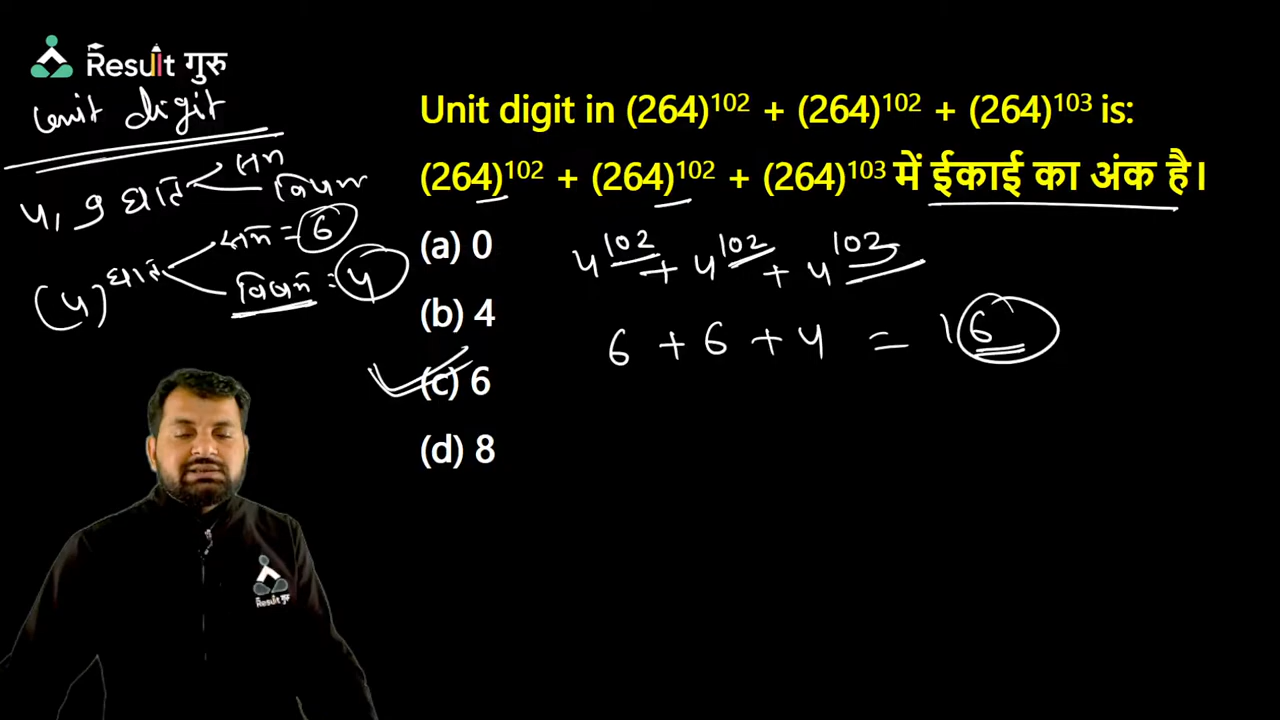 Result गुरु
unit digit
4, 9 घात सम
विषम
(4)घात सम = 6
विषम = 4
Unit digit in (264)¹⁰² + (264)¹⁰² + (264)¹⁰³ is:
(264)¹⁰² + (264)¹⁰² + (264)¹⁰³ में ईकाई का अंक है।
(a) 0
(b) 4
(c) 6
(d) 8
4¹⁰² + 4¹⁰² + 4¹⁰³
6 + 6 + 4 = 16
Result गुरु